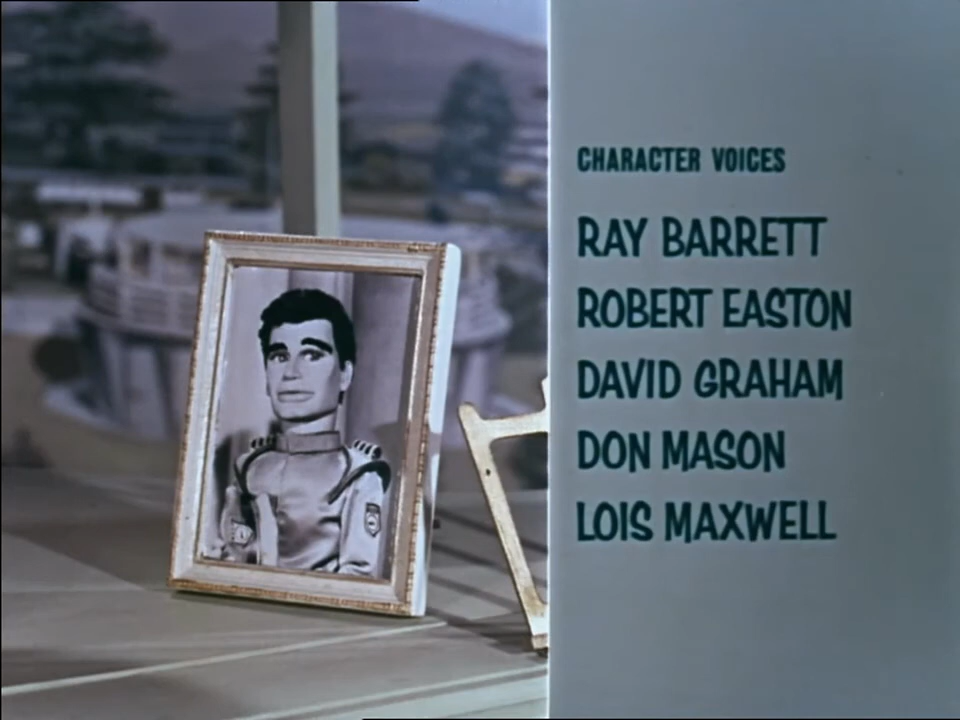 CHARACTER VOICES
RAY BARRETT
ROBERT EASTON
DAVID GRAHAM
DON MASON
LOIS MAXWELL